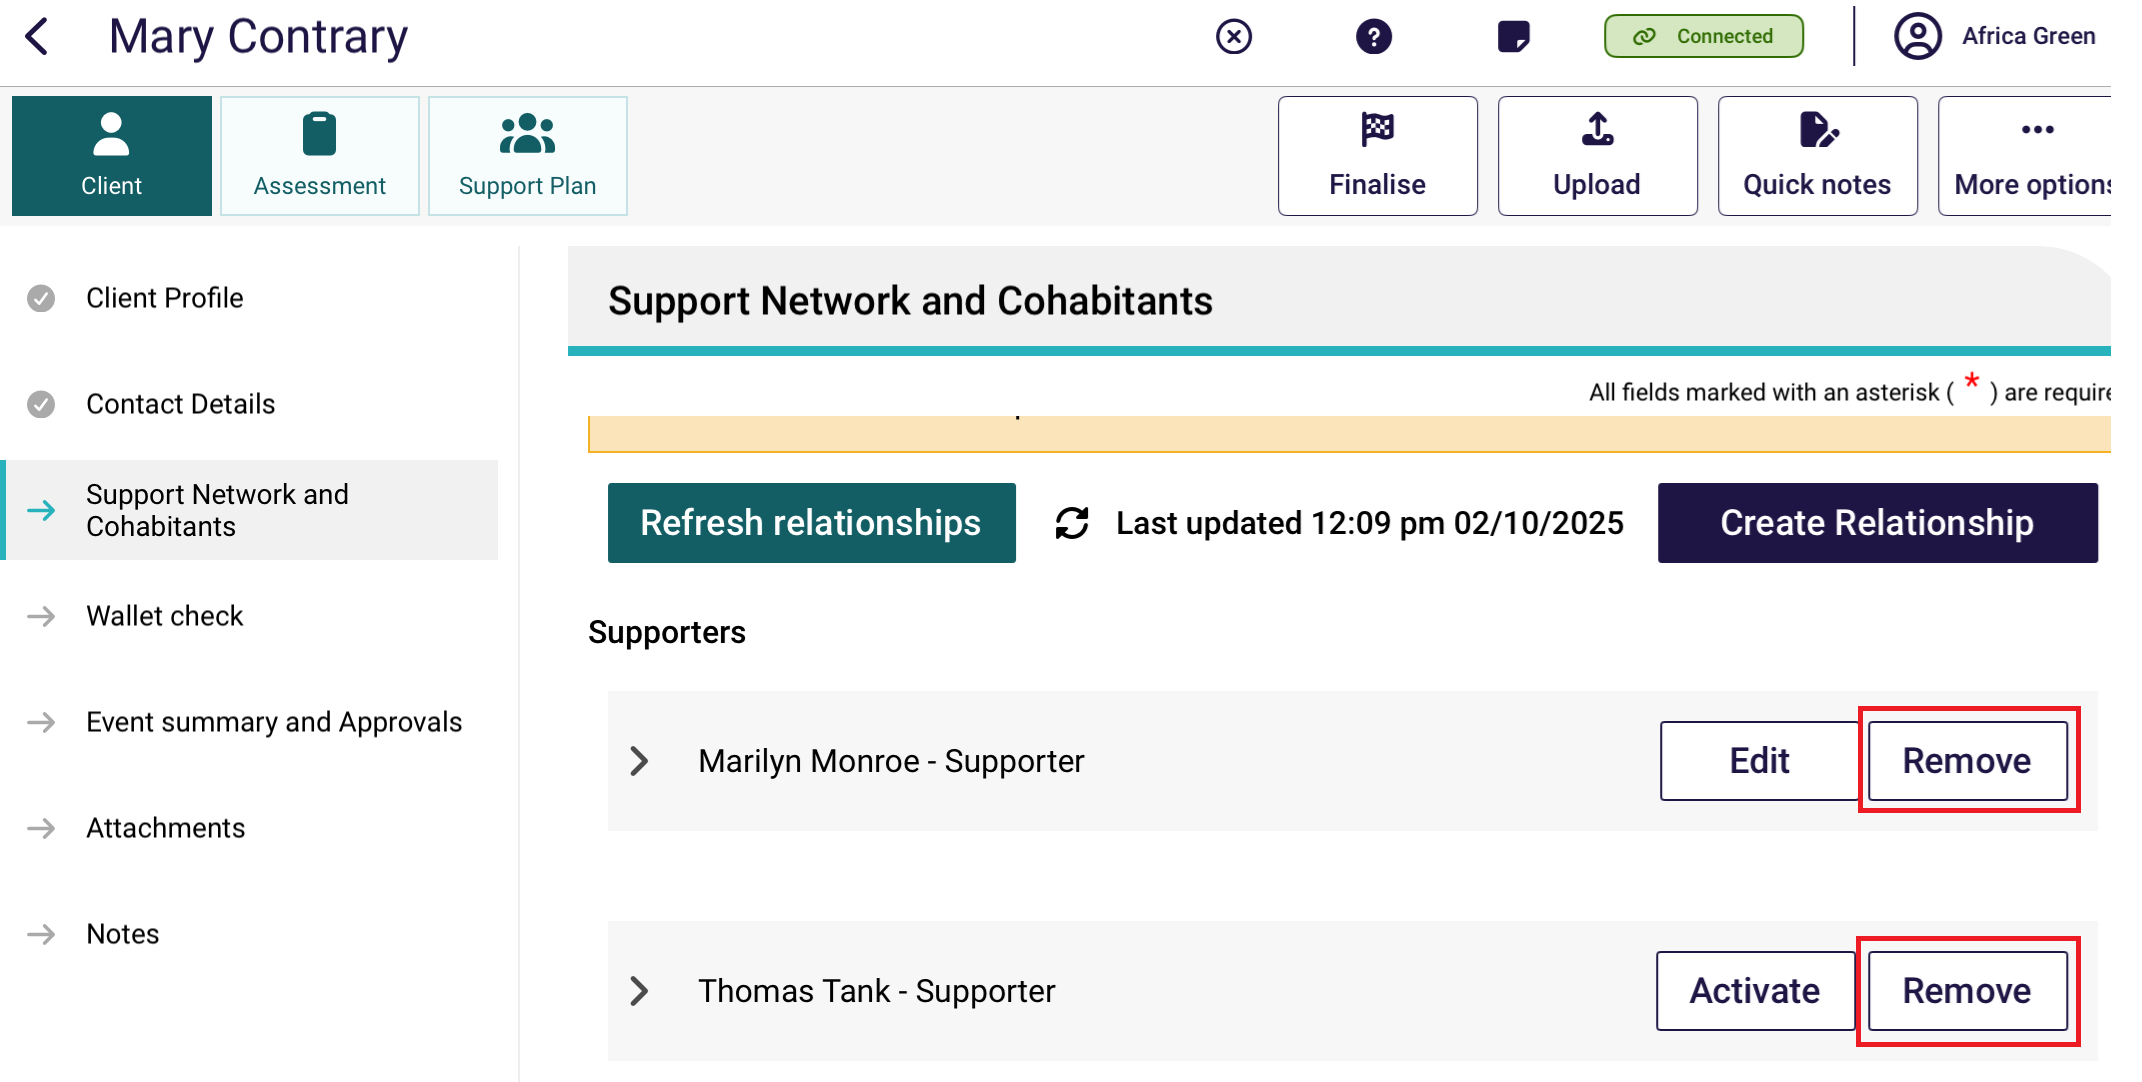 Mary Contrary
Connected
Africa Green
Client
Assessment
Support Plan
Finalise
Upload
Quick notes
More options
Client Profile
Contact Details
Support Network and
Cohabitants
Wallet check
Event summary and Approvals
Attachments
Notes
Support Network and Cohabitants
All fields marked with an asterisk ( * ) are require
Refresh relationships
Last updated 12:09 pm 02/10/2025
Create Relationship
Supporters
Marilyn Monroe - Supporter
Edit
Remove
Thomas Tank - Supporter
Activate
Remove